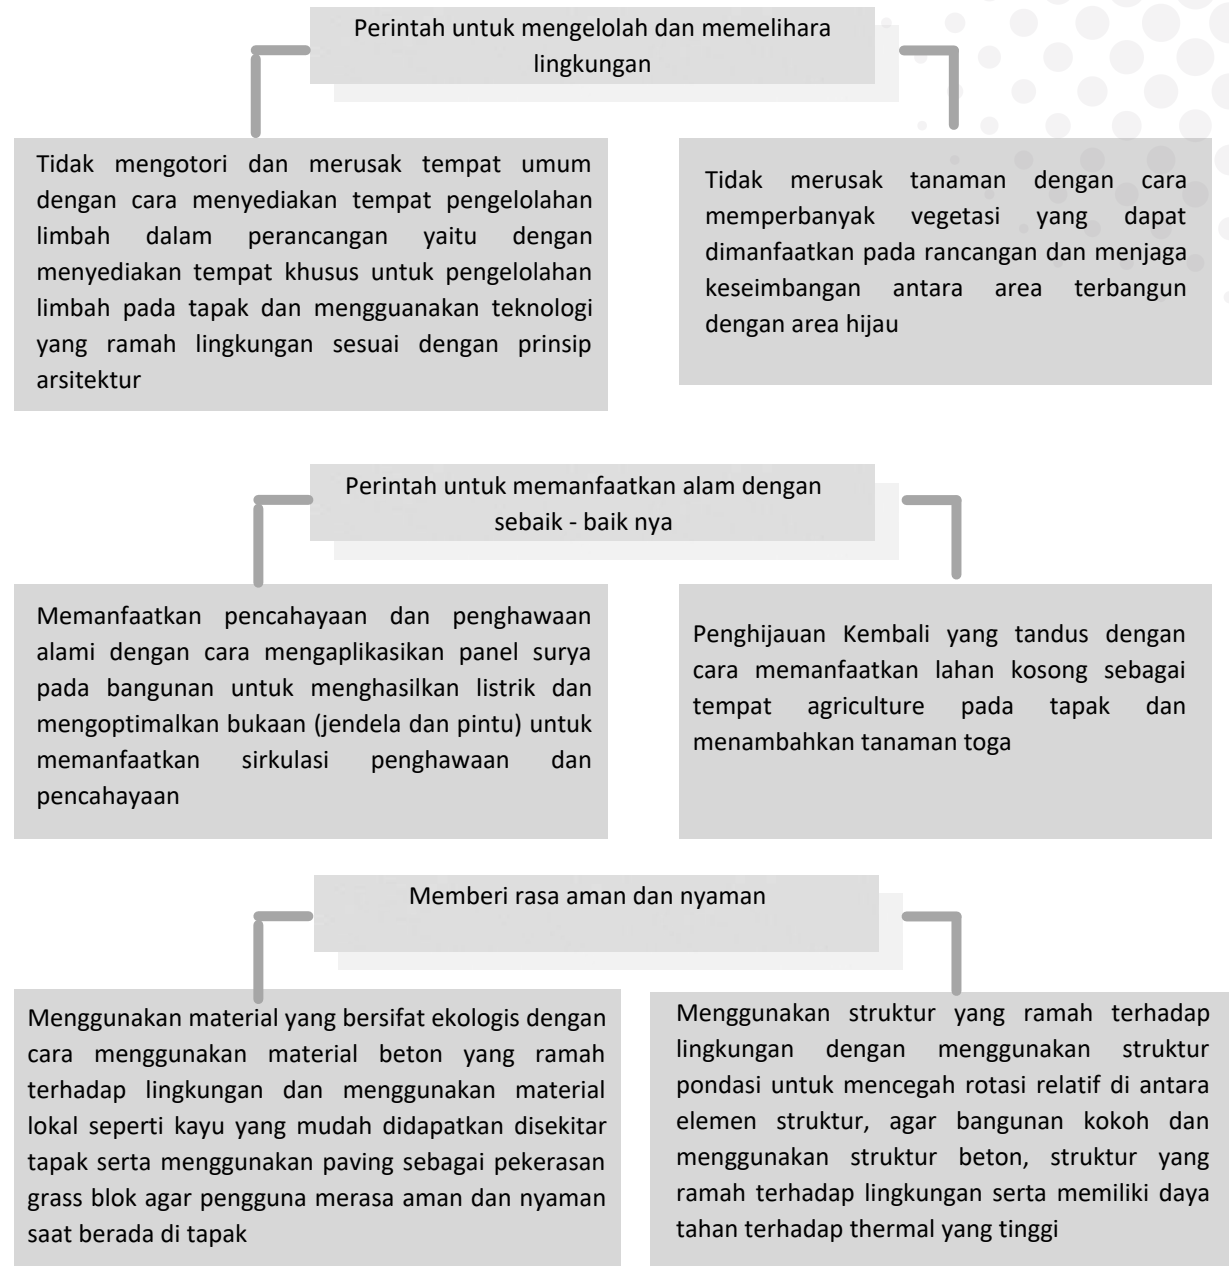 Perintah untuk mengelolah dan memelihara
lingkungan
Tidak mengotori dan merusak tempat umum
dengan cara menyediakan tempat pengelolahan
limbah dalam perancangan yaitu dengan
menyediakan tempat khusus untuk pengelolahan
limbah pada tapak dan mengguanakan teknologi
yang ramah lingkungan sesuai dengan prinsip
arsitektur
Tidak merusak tanaman dengan cara
memperbanyak vegetasi yang dapat
dimanfaatkan pada rancangan dan menjaga
keseimbangan antara area terbangun
dengan area hijau
Perintah untuk memanfaatkan alam dengan
sebaik - baik nya
Memanfaatkan pencahayaan dan penghawaan
alami dengan cara mengaplikasikan panel surya
pada bangunan untuk menghasilkan listrik dan
mengoptimalkan bukaan (jendela dan pintu) untuk
memanfaatkan sirkulasi penghawaan dan
pencahayaan
Penghijauan Kembali yang tandus dengan
cara memanfaatkan lahan kosong sebagai
tempat agriculture pada tapak dan
menambahkan tanaman toga
Memberi rasa aman dan nyaman
Menggunakan material yang bersifat ekologis dengan
cara menggunakan material beton yang ramah
terhadap lingkungan dan menggunakan material
lokal seperti kayu yang mudah didapatkan disekitar
tapak serta menggunakan paving sebagai pekerasan
grass blok agar pengguna merasa aman dan nyaman
saat berada di tapak
Menggunakan struktur yang ramah terhadap
lingkungan dengan menggunakan struktur
pondasi untuk mencegah rotasi relatif di antara
elemen struktur, agar bangunan kokoh dan
menggunakan struktur beton, struktur yang
ramah terhadap lingkungan serta memiliki daya
tahan terhadap thermal yang tinggi